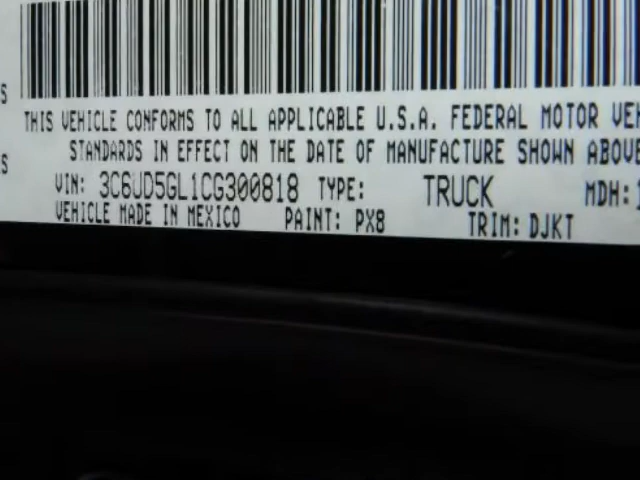 S
THIS VEHICLE CONFORMS TO ALL APPLICABLE U.S.A. FEDERAL MOTOR VEH
STANDARDS IN EFFECT ON THE DATE OF MANUFACTURE SHOWN ABOVE
S
VIN: 3C6UD5GL1CG300818 TYPE: TRUCK MDH:
VEHICLE MADE IN MEXICO PAINT: PX8 TRIM: DJKT